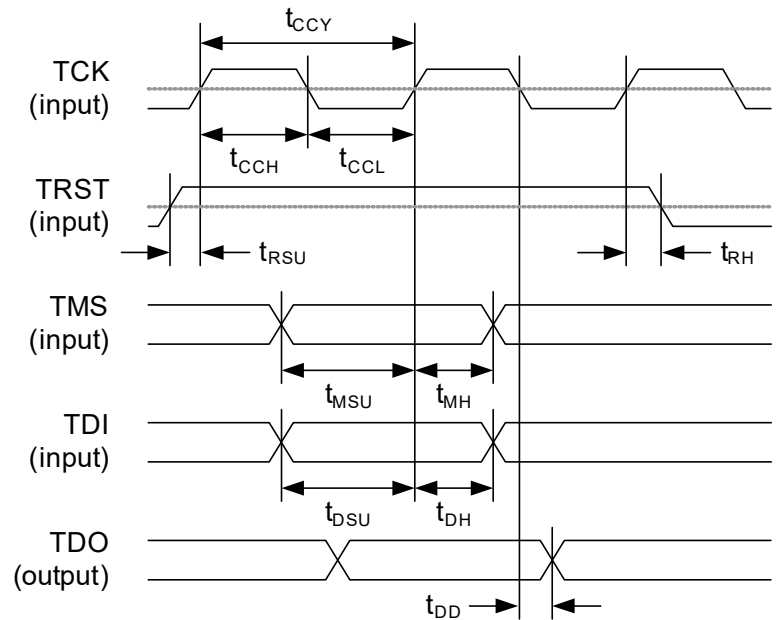 tCCY
TCK
(input)
tCCH
tCCL
TRST
(input)
tRSU
tRH
TMS
(input)
tMSU
tMH
TDI
(input)
tDSU
tDH
TDO
(output)
tDD